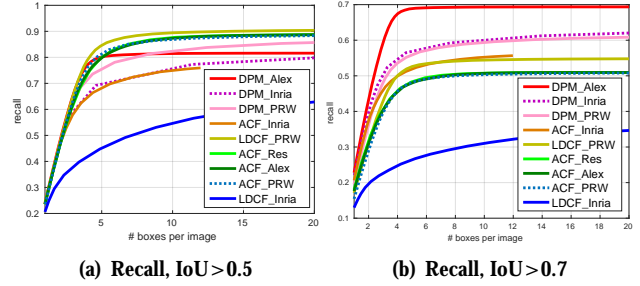 1
0.9
0.8
0.7
0.6
0.5
0.4
0.3
0.2
recall
5 10 15 20
# boxes per image
DPM_Alex
DPM_Inria
DPM_PRW
ACF_Inria
LDCF_PRW
ACF_Res
ACF_Alex
ACF_PRW
LDCF_Inria
(a) Recall, IoU>0.5
0.7
0.6
0.5
0.4
0.3
0.2
0.1
recall
2 4 6 8 10 12 14 16 18 20
# boxes per image
DPM_Alex
DPM_Inria
DPM_PRW
ACF_Inria
LDCF_PRW
ACF_Res
ACF_Alex
ACF_PRW
LDCF_Inria
(b) Recall, IoU>0.7